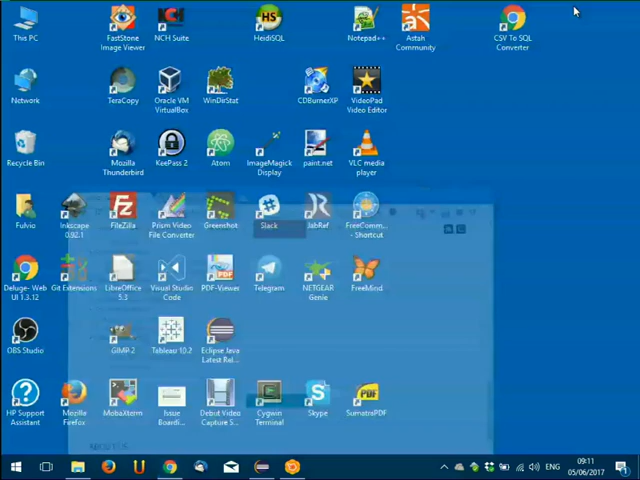 This PC
FastStone
Image Viewer
NCH Suite
HeidiSQL
Notepad++
Astah
Community
CSV To SQL
Converter
Network
TeraCopy
Oracle VM
VirtualBox
WinDirStat
CDBurnerXP
VideoPad
Video Editor
Recycle Bin
Mozilla
Thunderbird
KeePass 2
Atom
ImageMagick
Display
paint.net
VLC media
player
Fulvio
Inkscape
0.92.1
FileZilla
Prism Video
File Converter
Greenshot
Slack
JabRef
FreeComm...
- Shortcut
Deluge- Web
UI 1.3.12
Git Extensions
LibreOffice
5.3
Visual Studio
Code
PDF-Viewer
Telegram
NETGEAR
Genie
FreeMind
OBS Studio
GIMP 2
Tableau 10.2
Eclipse Java
Latest Rel...
HP Support
Assistant
Mozilla
Firefox
MobaXterm
Issue
Boardi...
Debut Video
Capture S...
Cygwin
Terminal
Skype
SumatraPDF
ENG
09:11
05/06/2017